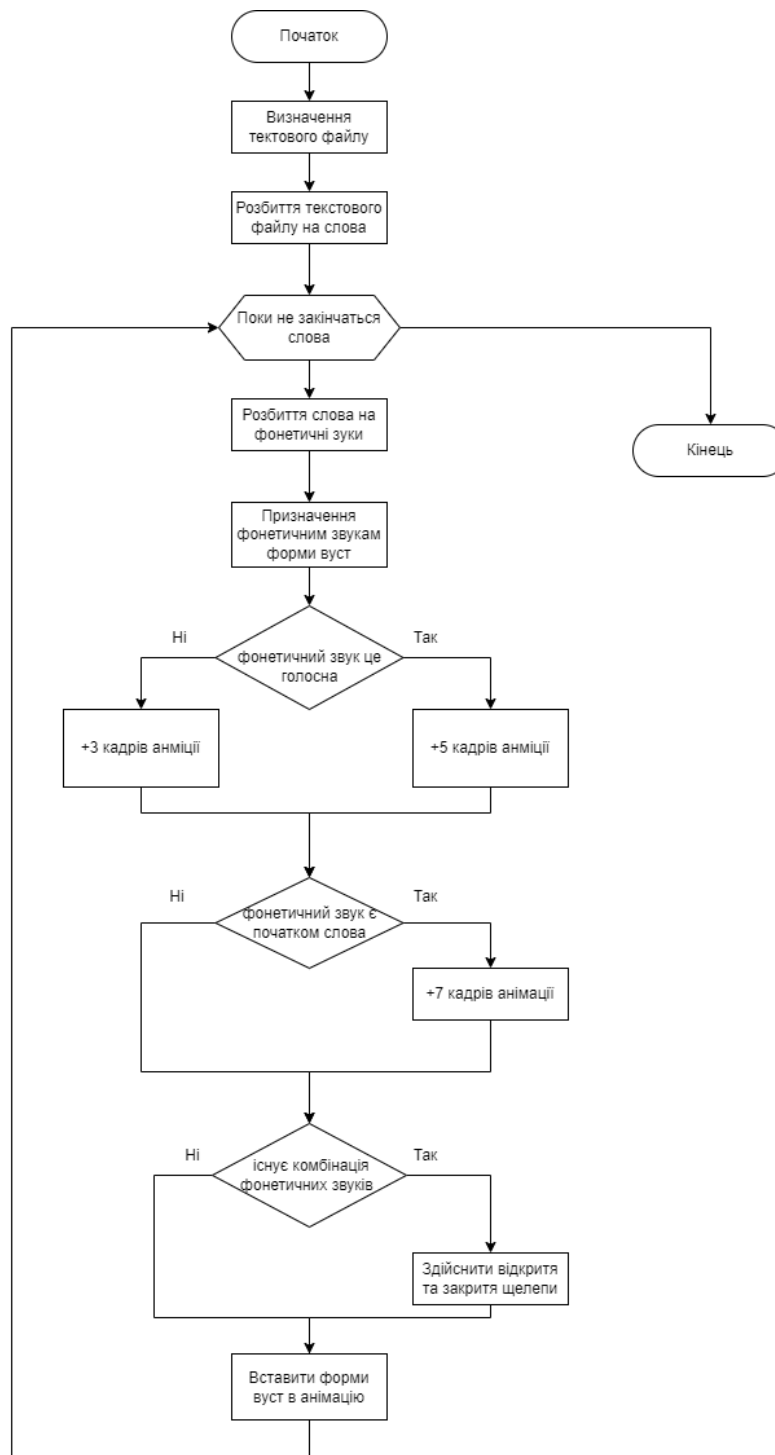 Початок
Визначення
тектового файлу
Розбиття текстового
файлу на слова
Поки не закінчаться
слова
Розбиття слова на
фонетичні зуки
Кінець
Призначення
фонетичним звукам
форми вуст
Ні
Так
фонетичний звук це
голосна
+3 кадрів анміції
+5 кадрів анміції
Ні
Так
фонетичний звук є
початком слова
+7 кадрів анімації
Ні
Так
існує комбінація
фонетичних звуків
Здійснити відкритя
та закритя щелепи
Вставити форми
вуст в анімацію